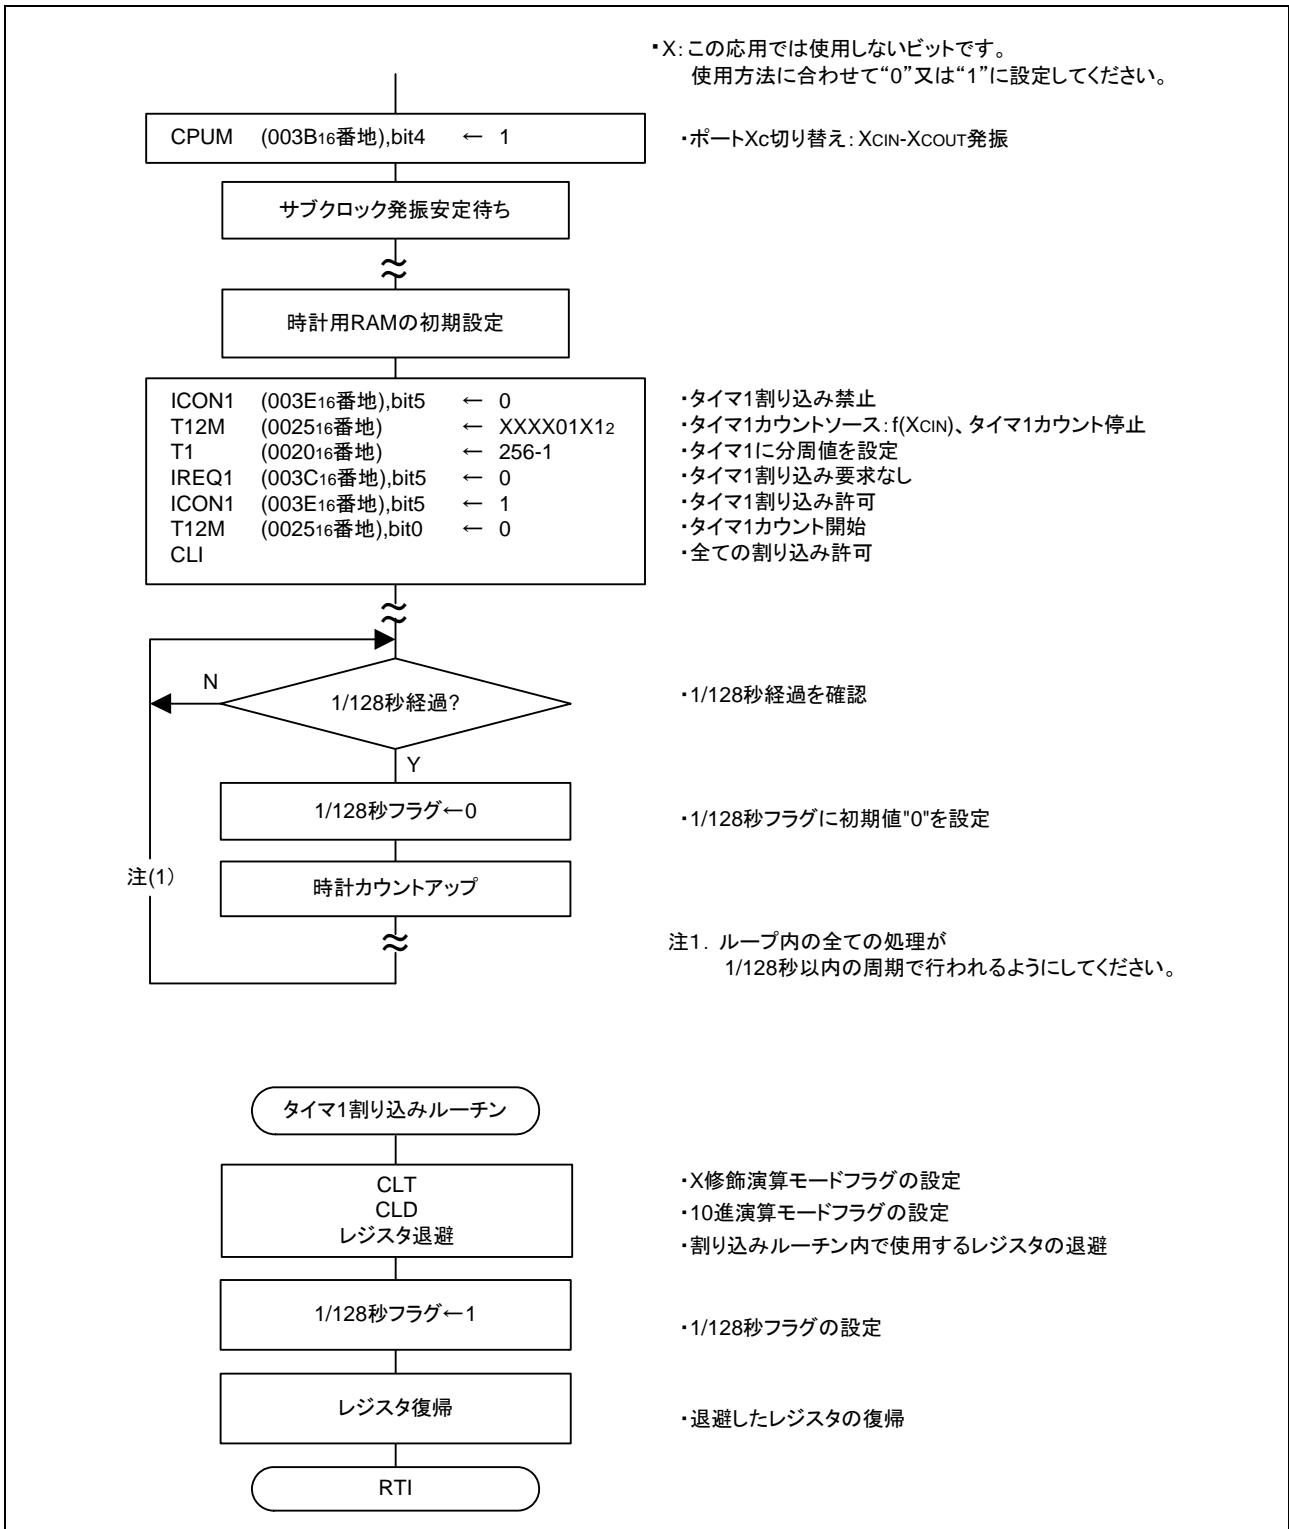 ・X：この応用では使用しないビットです。
使用方法に合わせて“0”又は“1”に設定してください。
CPUM (003B16番地),bit4 ← 1
・ポートXc切り替え：XCIN-XCOUT発振
サブクロック発振安定待ち
時計用RAMの初期設定
ICON1 (003E16番地),bit5 ← 0
・タイマ1割り込み禁止
T12M (002516番地) ← XXXX01X12
・タイマ1カウントソース：f(XCIN)、タイマ1カウント停止
T1 (002016番地) ← 256-1
・タイマ1に分周値を設定
IREQ1 (003C16番地),bit5 ← 0
・タイマ1割り込み要求なし
ICON1 (003E16番地),bit5 ← 1
・タイマ1割り込み許可
T12M (002516番地),bit0 ← 0
・タイマ1カウント開始
CLI
・全ての割り込み許可
N
1/128秒経過?
・1/128秒経過を確認
Y
1/128秒フラグ←0
・1/128秒フラグに初期値"0"を設定
注(1)
時計カウントアップ
注1．ループ内の全ての処理が
1/128秒以内の周期で行われるようにしてください。
タイマ1割り込みルーチン
CLT
・X修飾演算モードフラグの設定
CLD
・10進演算モードフラグの設定
レジスタ退避
・割り込みルーチン内で使用するレジスタの退避
1/128秒フラグ←1
・1/128秒フラグの設定
レジスタ復帰
・退避したレジスタの復帰
RTI